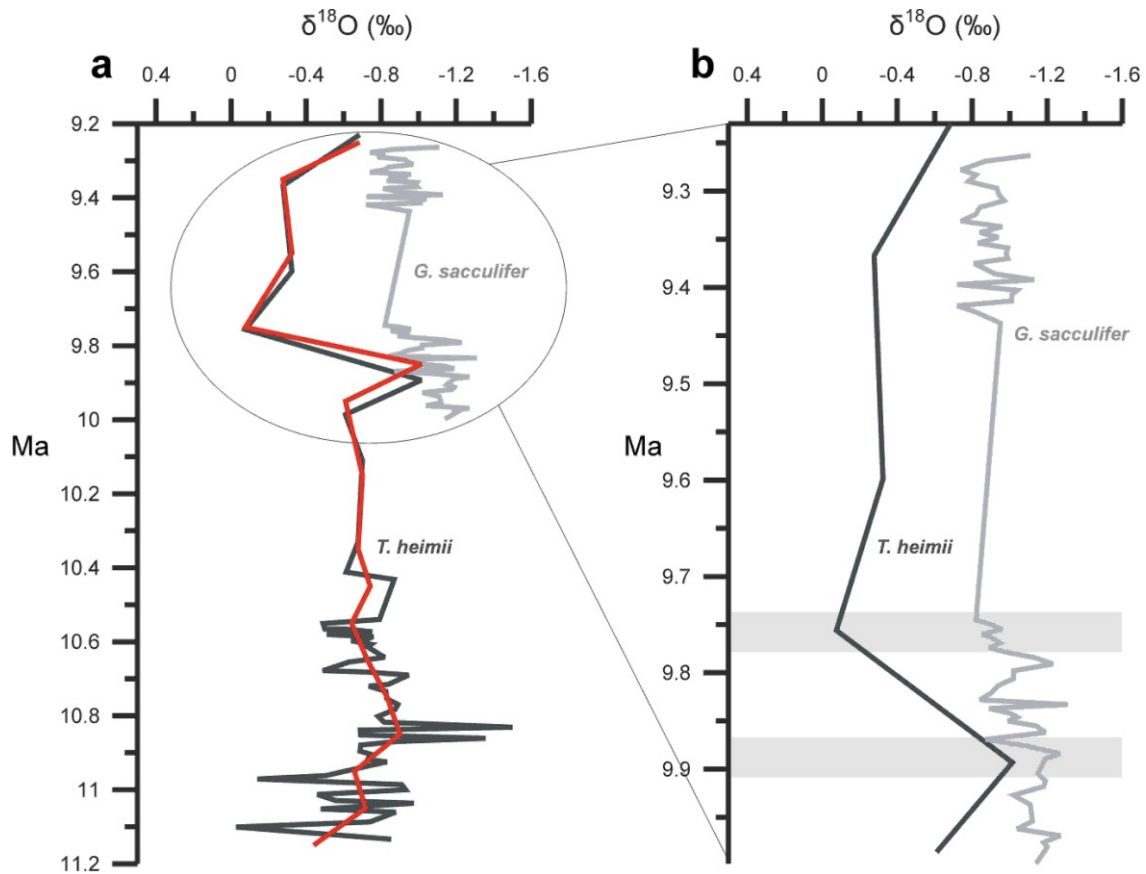 δ18O (‰)
a
0.4 0 -0.4 -0.8 -1.2 -1.6
9.2
9.4
9.6
9.8
10
10.2
10.4
10.6
10.8
11
11.2
Ma
G. sacculifer
T. heimii
δ18O (‰)
b
0.4 0 -0.4 -0.8 -1.2 -1.6
9.3
9.4
9.5
9.6
9.7
9.8
9.9
Ma
G. sacculifer
T. heimii